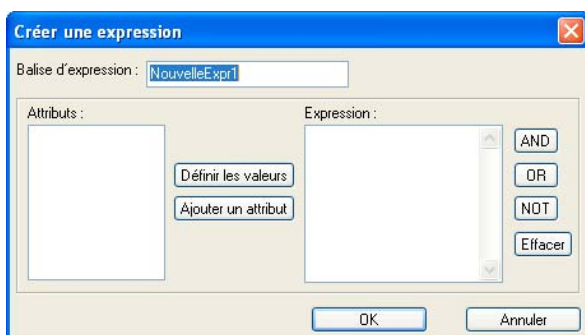 Créer une expression
Balise d'expression : NouvelleExpr1
Attributs :
Expression :
Définir les valeurs
Ajouter un attribut
AND
OR
NOT
Effacer
OK
Annuler